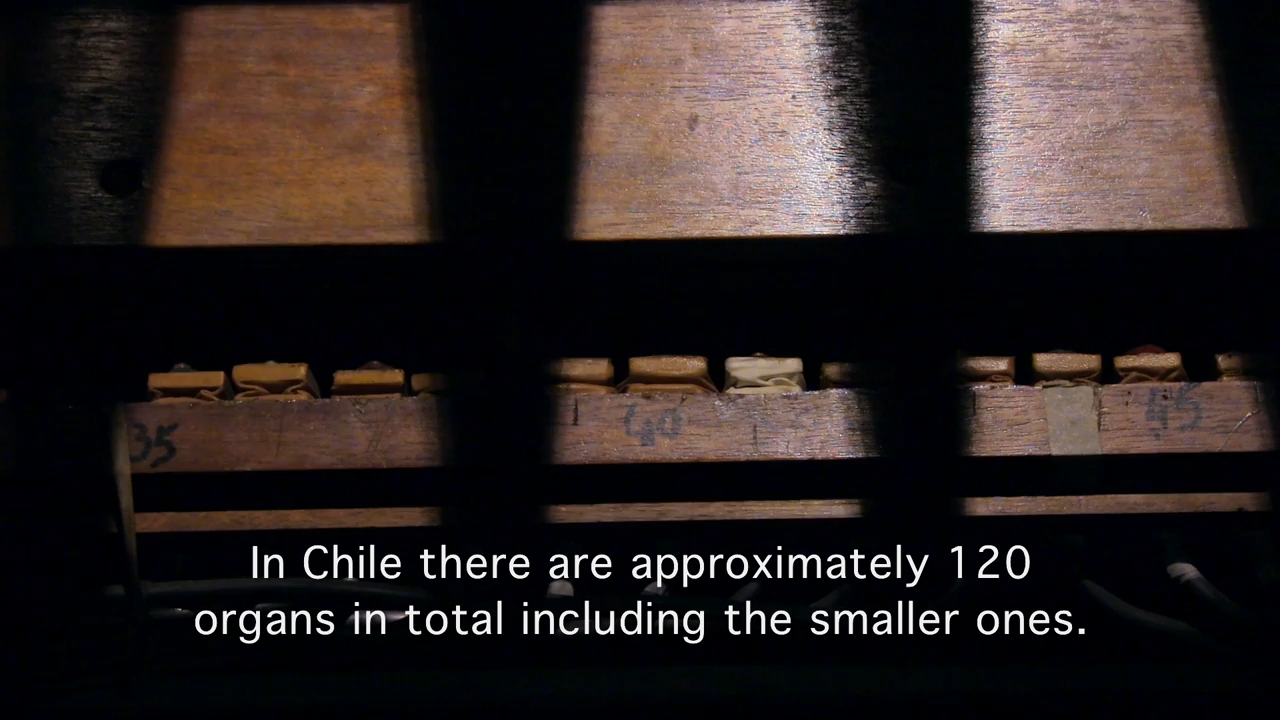 35
40
45
In Chile there are approximately 120
organs in total including the smaller ones.